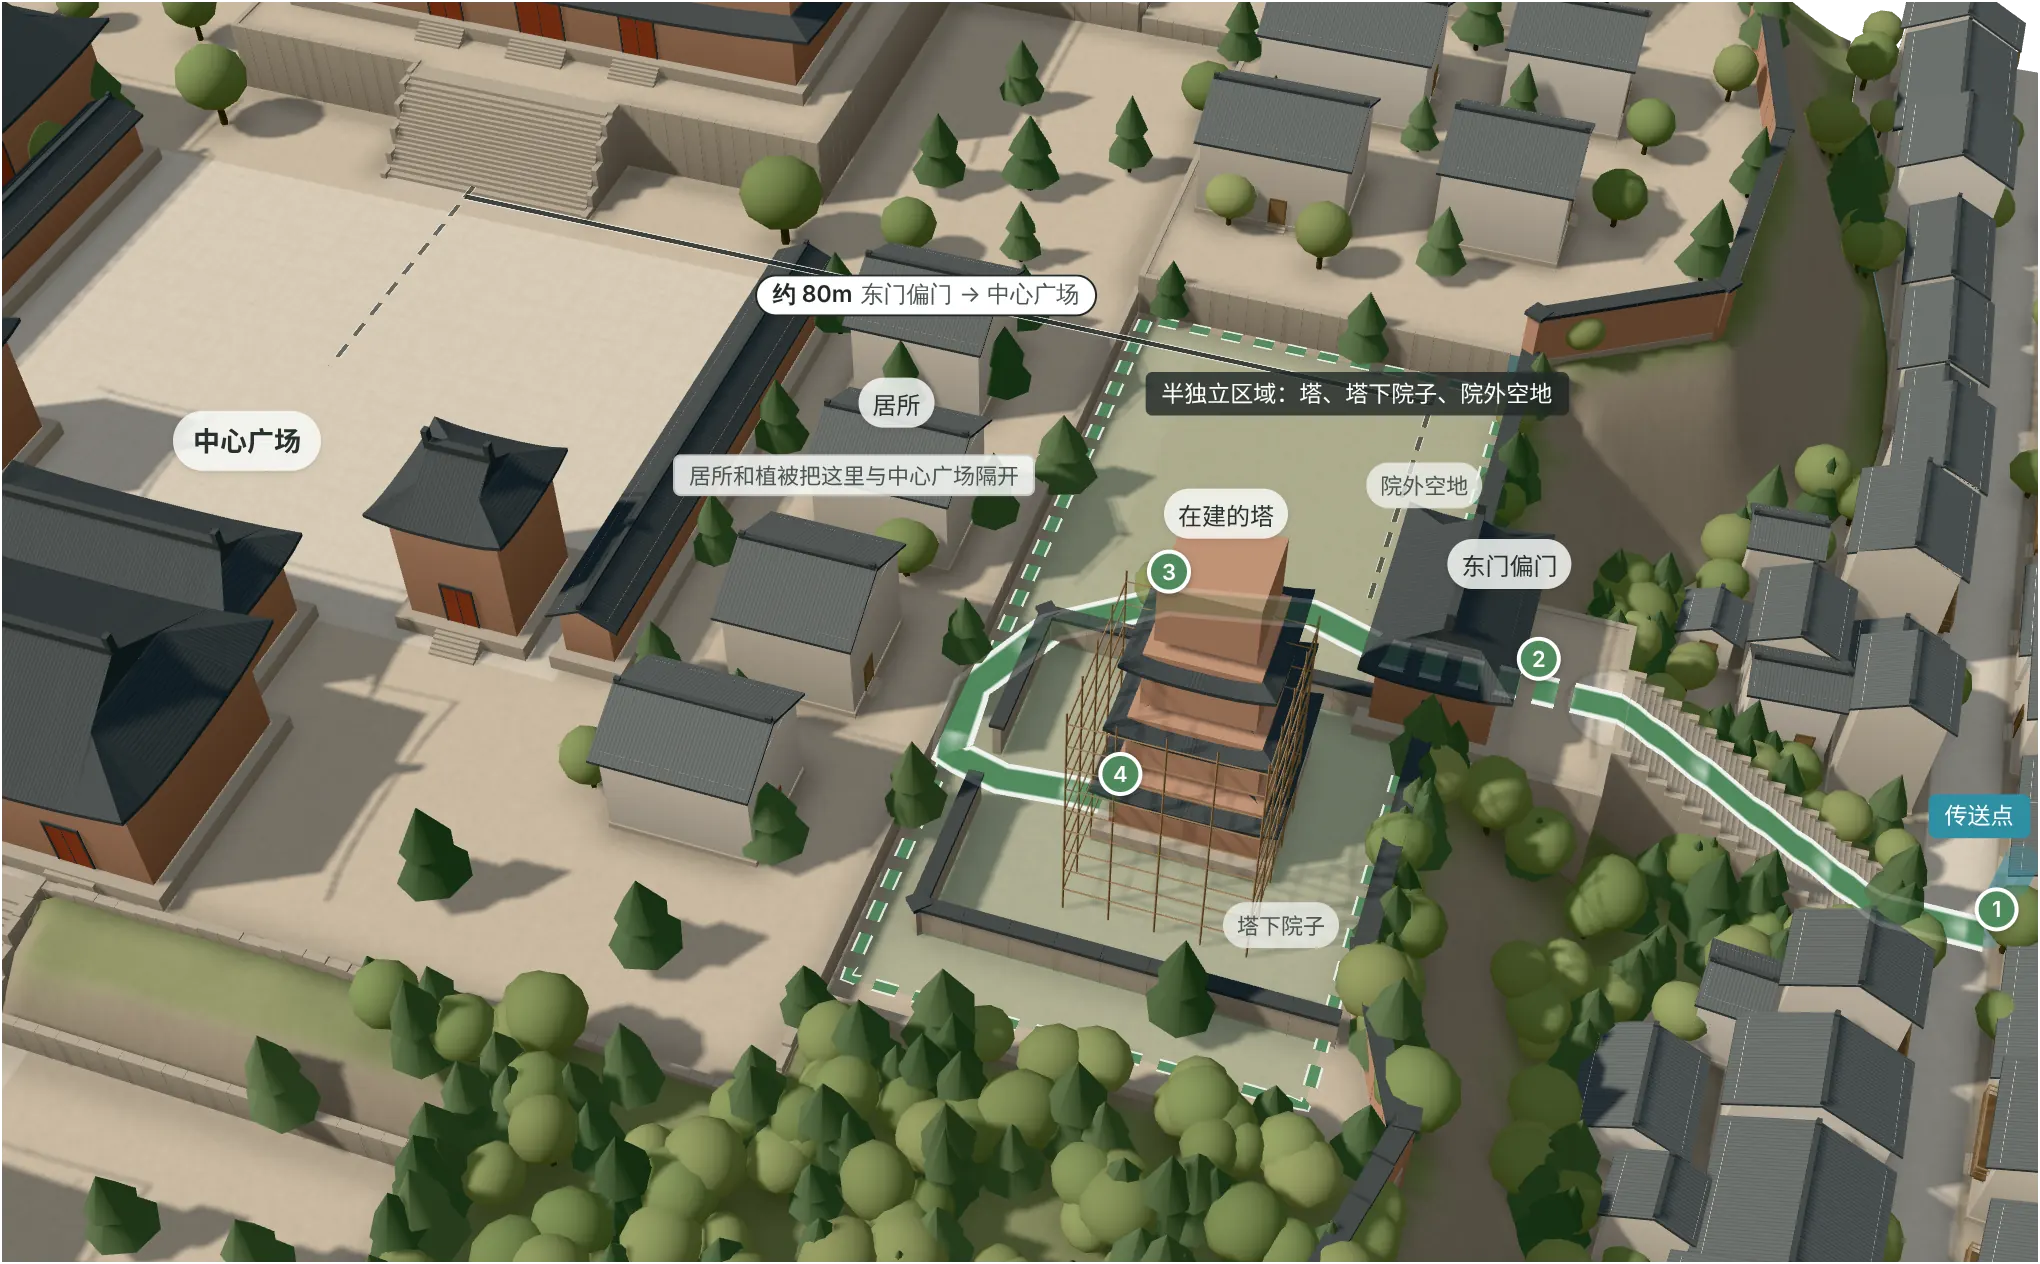 约 80m 东门偏门 → 中心广场
半独立区域：塔、塔下院子、院外空地
居所
中心广场
居所和植被把这里与中心广场隔开
院外空地
在建的塔
东门偏门
3
2
4
传送点
1
塔下院子